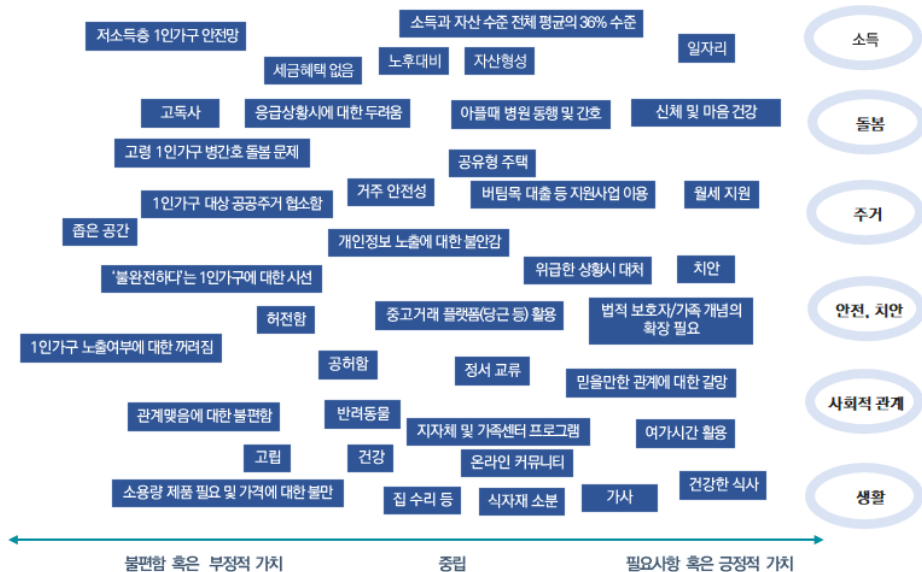 소득과 자산 수준 전체 평균의 36% 수준
저소득층 1인가구 안전망
일자리
소득
노후대비
자산형성
세금혜택 없음
고독사
응급상황시에 대한 두려움
아플때 병원 동행 및 간호
신체 및 마음 건강
돌봄
고령 1인가구 병간호 돌봄 문제
공유형 주택
거주 안전성
버팀목 대출 등 지원사업 이용
월세 지원
1인가구 대상 공공주거 협소함
주거
좁은 공간
개인정보 노출에 대한 불안감
위급한 상황시 대처
치안
‘불완전하다’는 1인가구에 대한 시선
허전함
중고거래 플랫폼(당근 등) 활용
법적 보호자/가족 개념의
확장 필요
안전, 치안
1인가구 노출여부에 대한 꺼려짐
공허함
정서 교류
믿을만한 관계에 대한 갈망
사회적 관계
관계맺음에 대한 불편함
반려동물
지자체 및 가족센터 프로그램
여가시간 활용
고립
건강
온라인 커뮤니티
소용량 제품 필요 및 가격에 대한 불만
집 수리 등
식자재 소분
가사
건강한 식사
생활
불편함 혹은 부정적 가치
중립
필요사항 혹은 긍정적 가치